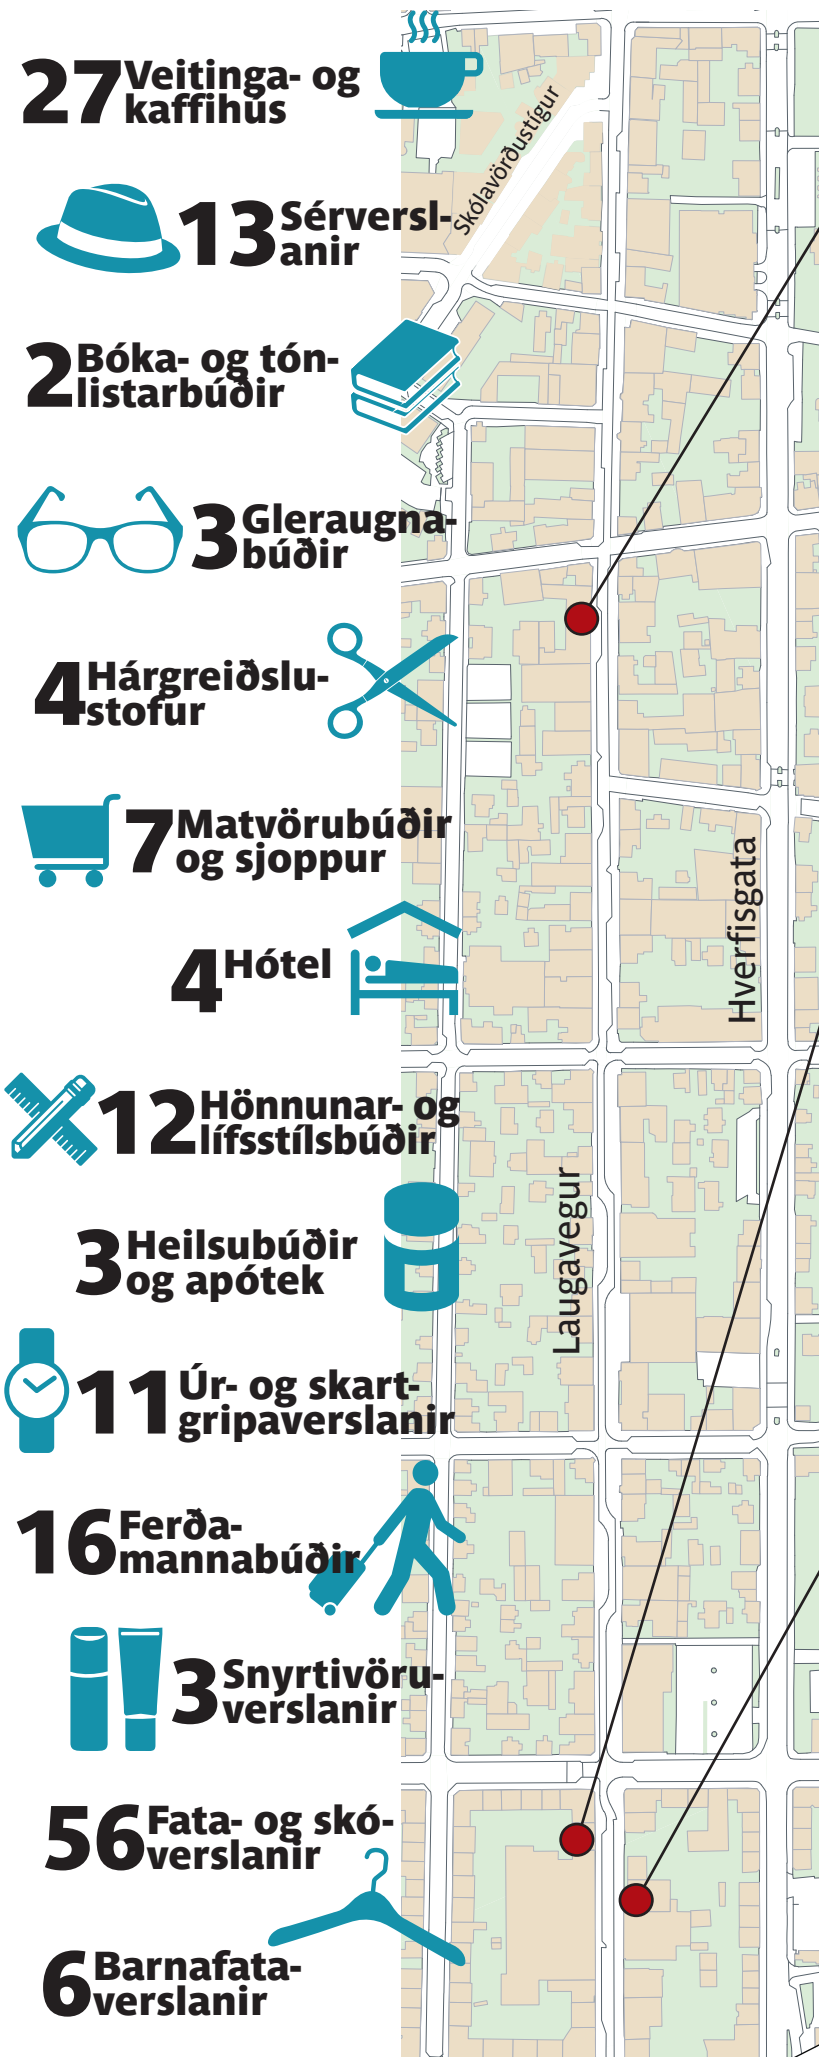 27 Veitinga- og
kaffihús
Skólavörðustígur
13 Sérversl-
anir
2 Bóka- og tón-
listarbúðir
3 Gleraugna-
búðir
4 Hárgreiðslu-
stofur
7 Matvörubúðir
og sjoppur
Hverfisgata
4 Hótel
12 Hönnunar- og
lífsstílsbúðir
Laugavegur
3 Heilsubúðir
og apótek
11 Úr- og skart-
gripaverslanir
16 Ferða-
mannabúðir
3 Snyrtivöru-
verslanir
56 Fata- og skó-
verslanir
6 Barnafata-
verslanir